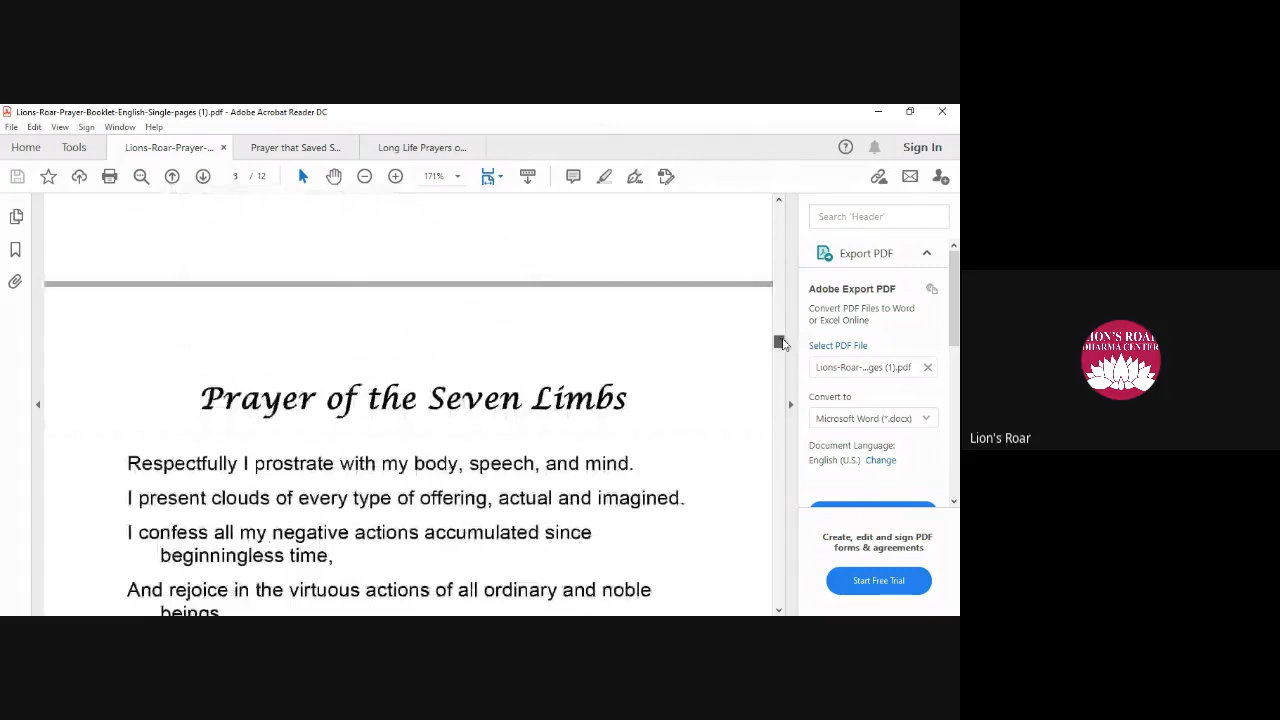 Lions-Roar-Prayer-Booklet-English-Single-pages (1).pdf - Adobe Acrobat Reader DC
File Edit View Sign Window Help
Home Tools Lions-Roar-Prayer-... Prayer that Saved S... Long Life Prayers o... Sign In
3 / 12 171%
Search 'Header'
Export PDF
Adobe Export PDF
Convert PDF Files to Word
or Excel Online
Select PDF File
Lions-Roar-...ges (1).pdf
Convert to
Microsoft Word (*.docx)
Document Language:
English (U.S.) Change
Create, edit and sign PDF
forms & agreements
Start Free Trial
Prayer of the Seven Limbs
Respectfully I prostrate with my body, speech, and mind.
I present clouds of every type of offering, actual and imagined.
I confess all my negative actions accumulated since
beginningless time,
And rejoice in the virtuous actions of all ordinary and noble
beings
LION'S ROAR
DHARMA CENTER
Lion's Roar